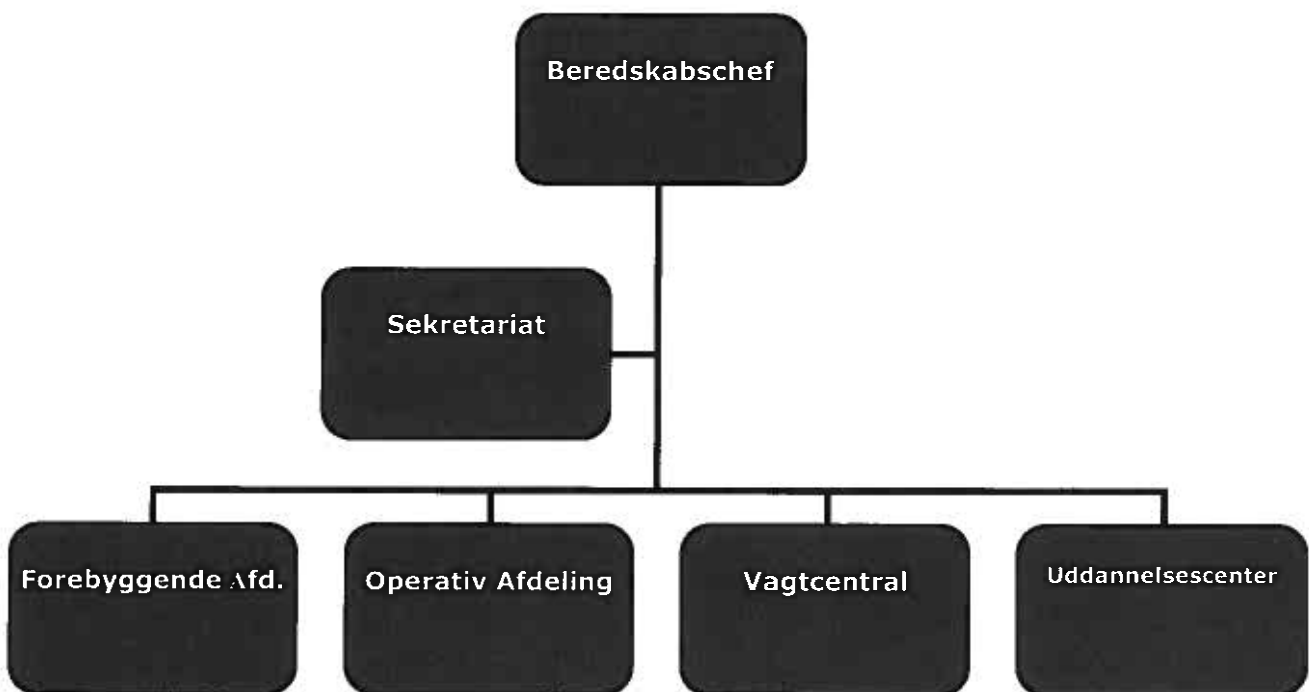 Beredskabschef
Sekretariat
Forebyggende Afd.
Operativ Afdeling
Vagtcentral
Uddannelsescenter